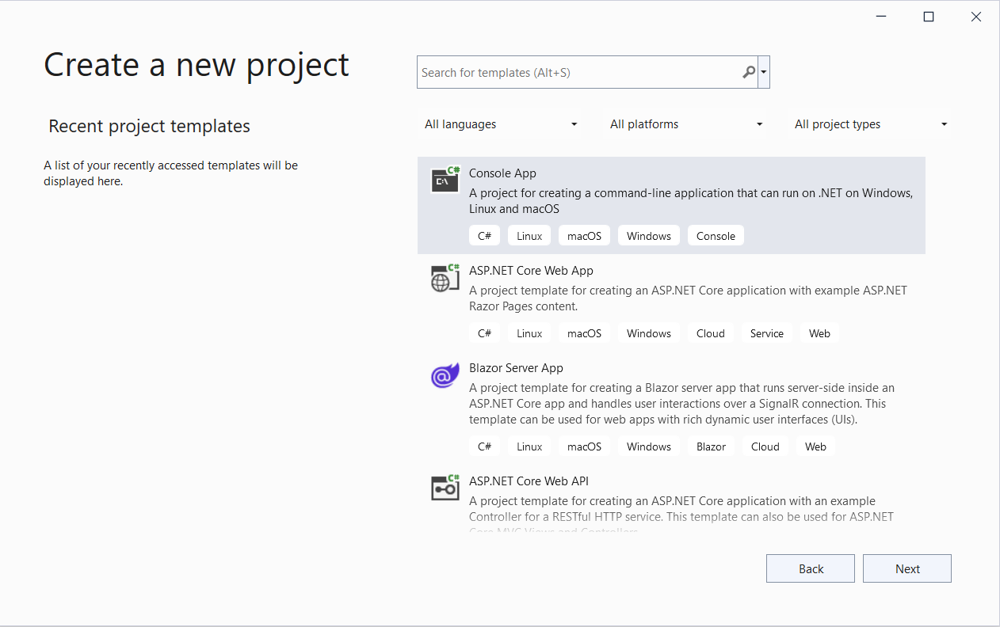 Create a new project
Search for templates (Alt+S)
Recent project templates
A list of your recently accessed templates will be
displayed here.
All languages
All platforms
All project types
C#
C:\
Console App
A project for creating a command-line application that can run on .NET on Windows,
Linux and macOS
C# Linux macOS Windows Console
C#
ASP.NET Core Web App
A project template for creating an ASP.NET Core application with example ASP.NET
Razor Pages content.
C# Linux macOS Windows Cloud Service Web
@
Blazor Server App
A project template for creating a Blazor server app that runs server-side inside an
ASP.NET Core app and handles user interactions over a SignalR connection. This
template can be used for web apps with rich dynamic user interfaces (UIs).
C# Linux macOS Windows Blazor Cloud Web
C#
ASP.NET Core Web API
A project template for creating an ASP.NET Core application with an example
Controller for a RESTful HTTP service. This template can also be used for ASP.NET
Core MVC Views and Controllers.
Back
Next